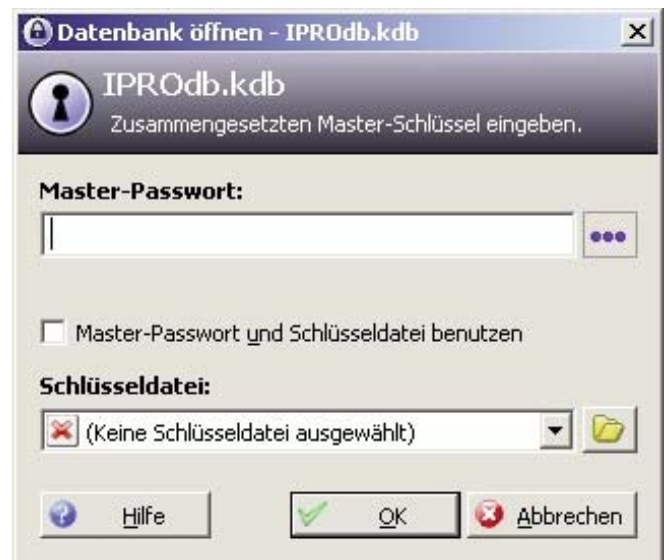 Datenbank öffnen - IPROdb.kdb
IPROdb.kdb
Zusammengesetzten Master-Schlüssel eingeben.
Master-Passwort:
Master-Passwort und Schlüsseldatei benutzen
Schlüsseldatei:
(Keine Schlüsseldatei ausgewählt)
Hilfe OK Abbrechen